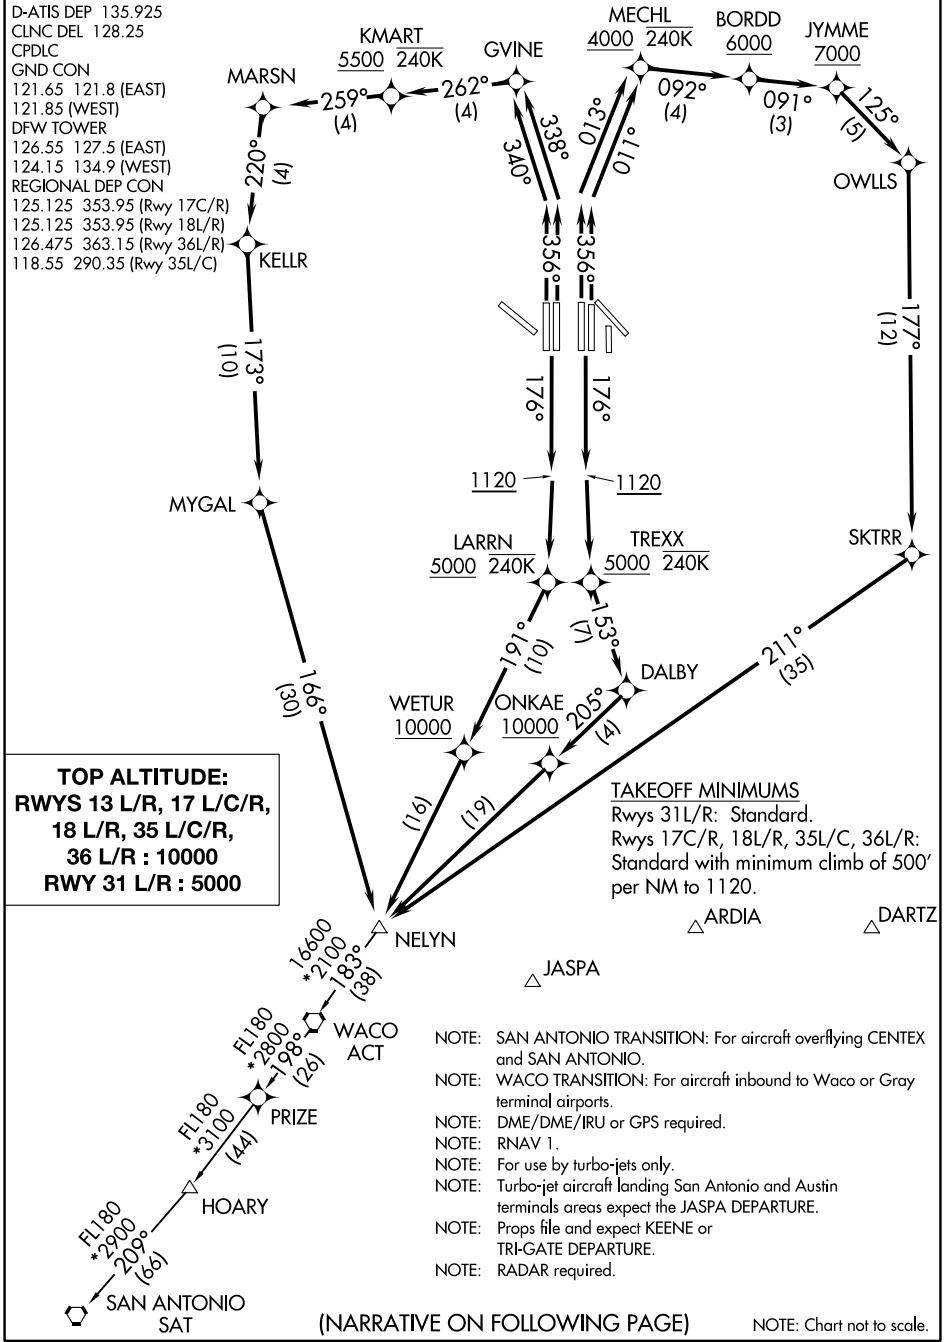 D-ATIS DEP 135.925
CLNC DEL 128.25
CPDLC
GND CON
121.65 121.8 (EAST)
121.85 (WEST)
DFW TOWER
126.55 127.5 (EAST)
124.15 134.9 (WEST)
REGIONAL DEP CON
125.125 353.95 (Rwy 17C/R)
125.125 353.95 (Rwy 18L/R)
126.475 363.15 (Rwy 36L/R)
118.55 290.35 (Rwy 35L/C)
MARSN
KMART
5500 240K
GVINE
MECHL
4000 240K
BORDD
6000
JYMME
7000
259°
(4)
262°
(4)
092°
(4)
091°
(3)
125°
(5)
OWLLS
220°
(4)
340°
338°
013°
011°
KELLR
356°
356°
173°
(10)
177°
(12)
176°
176°
MYGAL
1120
1120
SKTRR
LARRN
5000 240K
TREXX
5000 240K
191°
(10)
153°
(7)
211°
(35)
DALBY
166°
(30)
WETUR
10000
ONKAE
10000
205°
(4)
(16)
(19)
TOP ALTITUDE:
RWYS 13 L/R, 17 L/C/R,
18 L/R, 35 L/C/R,
36 L/R : 10000
RWY 31 L/R : 5000
TAKEOFF MINIMUMS
Rwys 31L/R: Standard.
Rwys 17C/R, 18L/R, 35L/C, 36L/R:
Standard with minimum climb of 500'
per NM to 1120.
NELYN
ARDIA
DARTZ
JASPA
16600
*2100
183°
(38)
WACO
ACT
FL180
*2800
198°
(26)
PRIZE
FL180
*3100
(44)
HOARY
FL180
*2900
209°
(66)
SAN ANTONIO
SAT
NOTE: SAN ANTONIO TRANSITION: For aircraft overflying CENTEX
and SAN ANTONIO.
NOTE: WACO TRANSITION: For aircraft inbound to Waco or Gray
terminal airports.
NOTE: DME/DME/IRU or GPS required.
NOTE: RNAV 1.
NOTE: For use by turbo-jets only.
NOTE: Turbo-jet aircraft landing San Antonio and Austin
terminals areas expect the JASPA DEPARTURE.
NOTE: Props file and expect KEENE or
TRI-GATE DEPARTURE.
NOTE: RADAR required.
(NARRATIVE ON FOLLOWING PAGE)
NOTE: Chart not to scale.